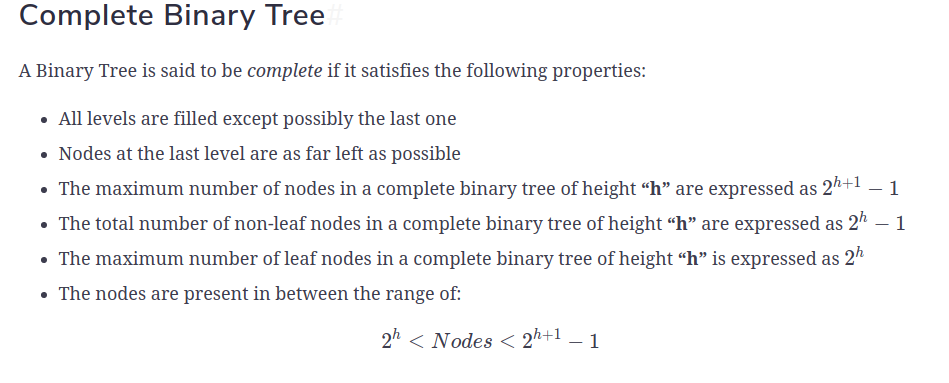 Complete Binary Tree#
A Binary Tree is said to be complete if it satisfies the following properties:
• All levels are filled except possibly the last one
• Nodes at the last level are as far left as possible
• The maximum number of nodes in a complete binary tree of height “h” are expressed as 2^{h+1} − 1
• The total number of non-leaf nodes in a complete binary tree of height “h” are expressed as 2^h − 1
• The maximum number of leaf nodes in a complete binary tree of height “h” is expressed as 2^h
• The nodes are present in between the range of:
2^h < Nodes < 2^{h+1} − 1